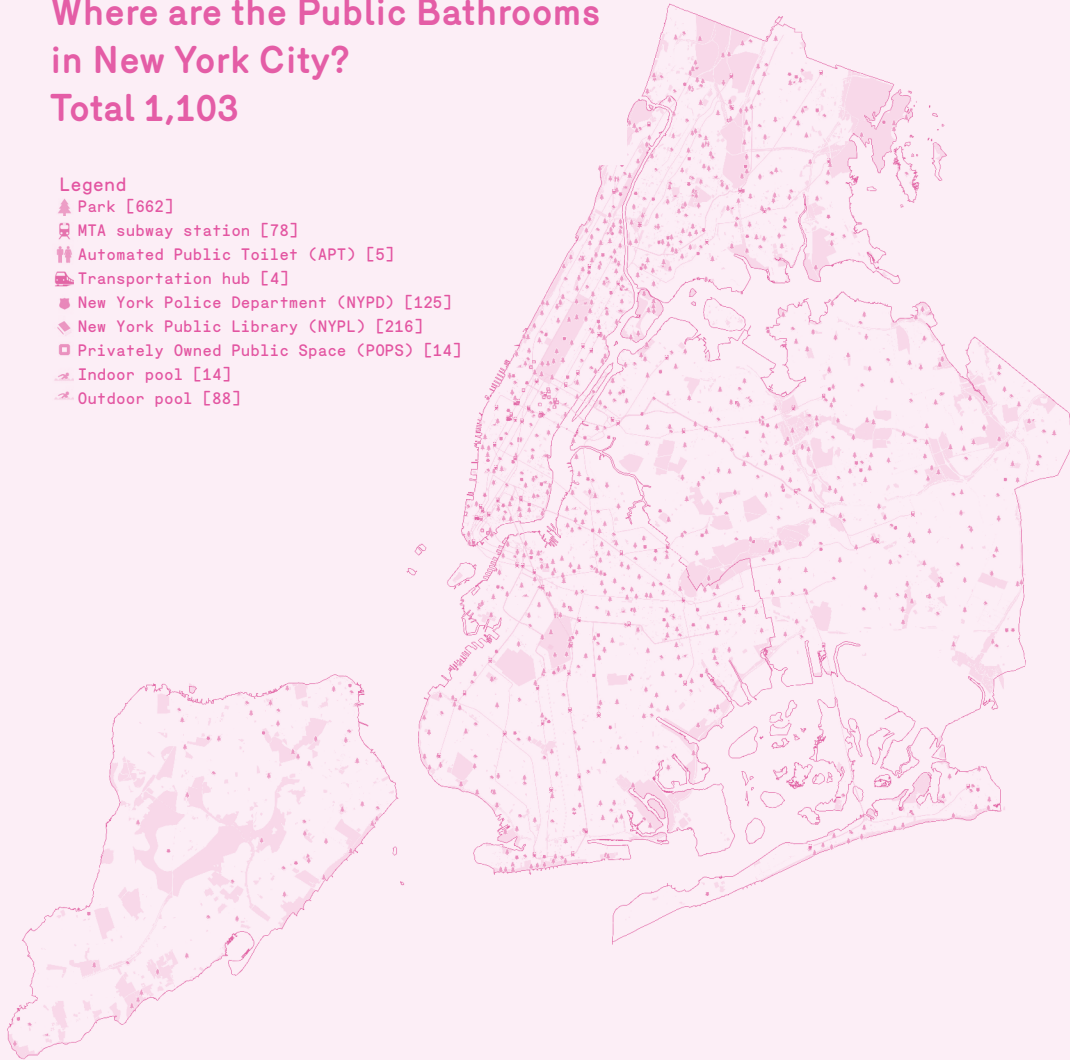 Where are the Public Bathrooms
in New York City?
Total 1,103
Legend
Park [662]
MTA subway station [78]
Automated Public Toilet (APT) [5]
Transportation hub [4]
New York Police Department (NYPD) [125]
New York Public Library (NYPL) [216]
Privately Owned Public Space (POPS) [14]
Indoor pool [14]
Outdoor pool [88]